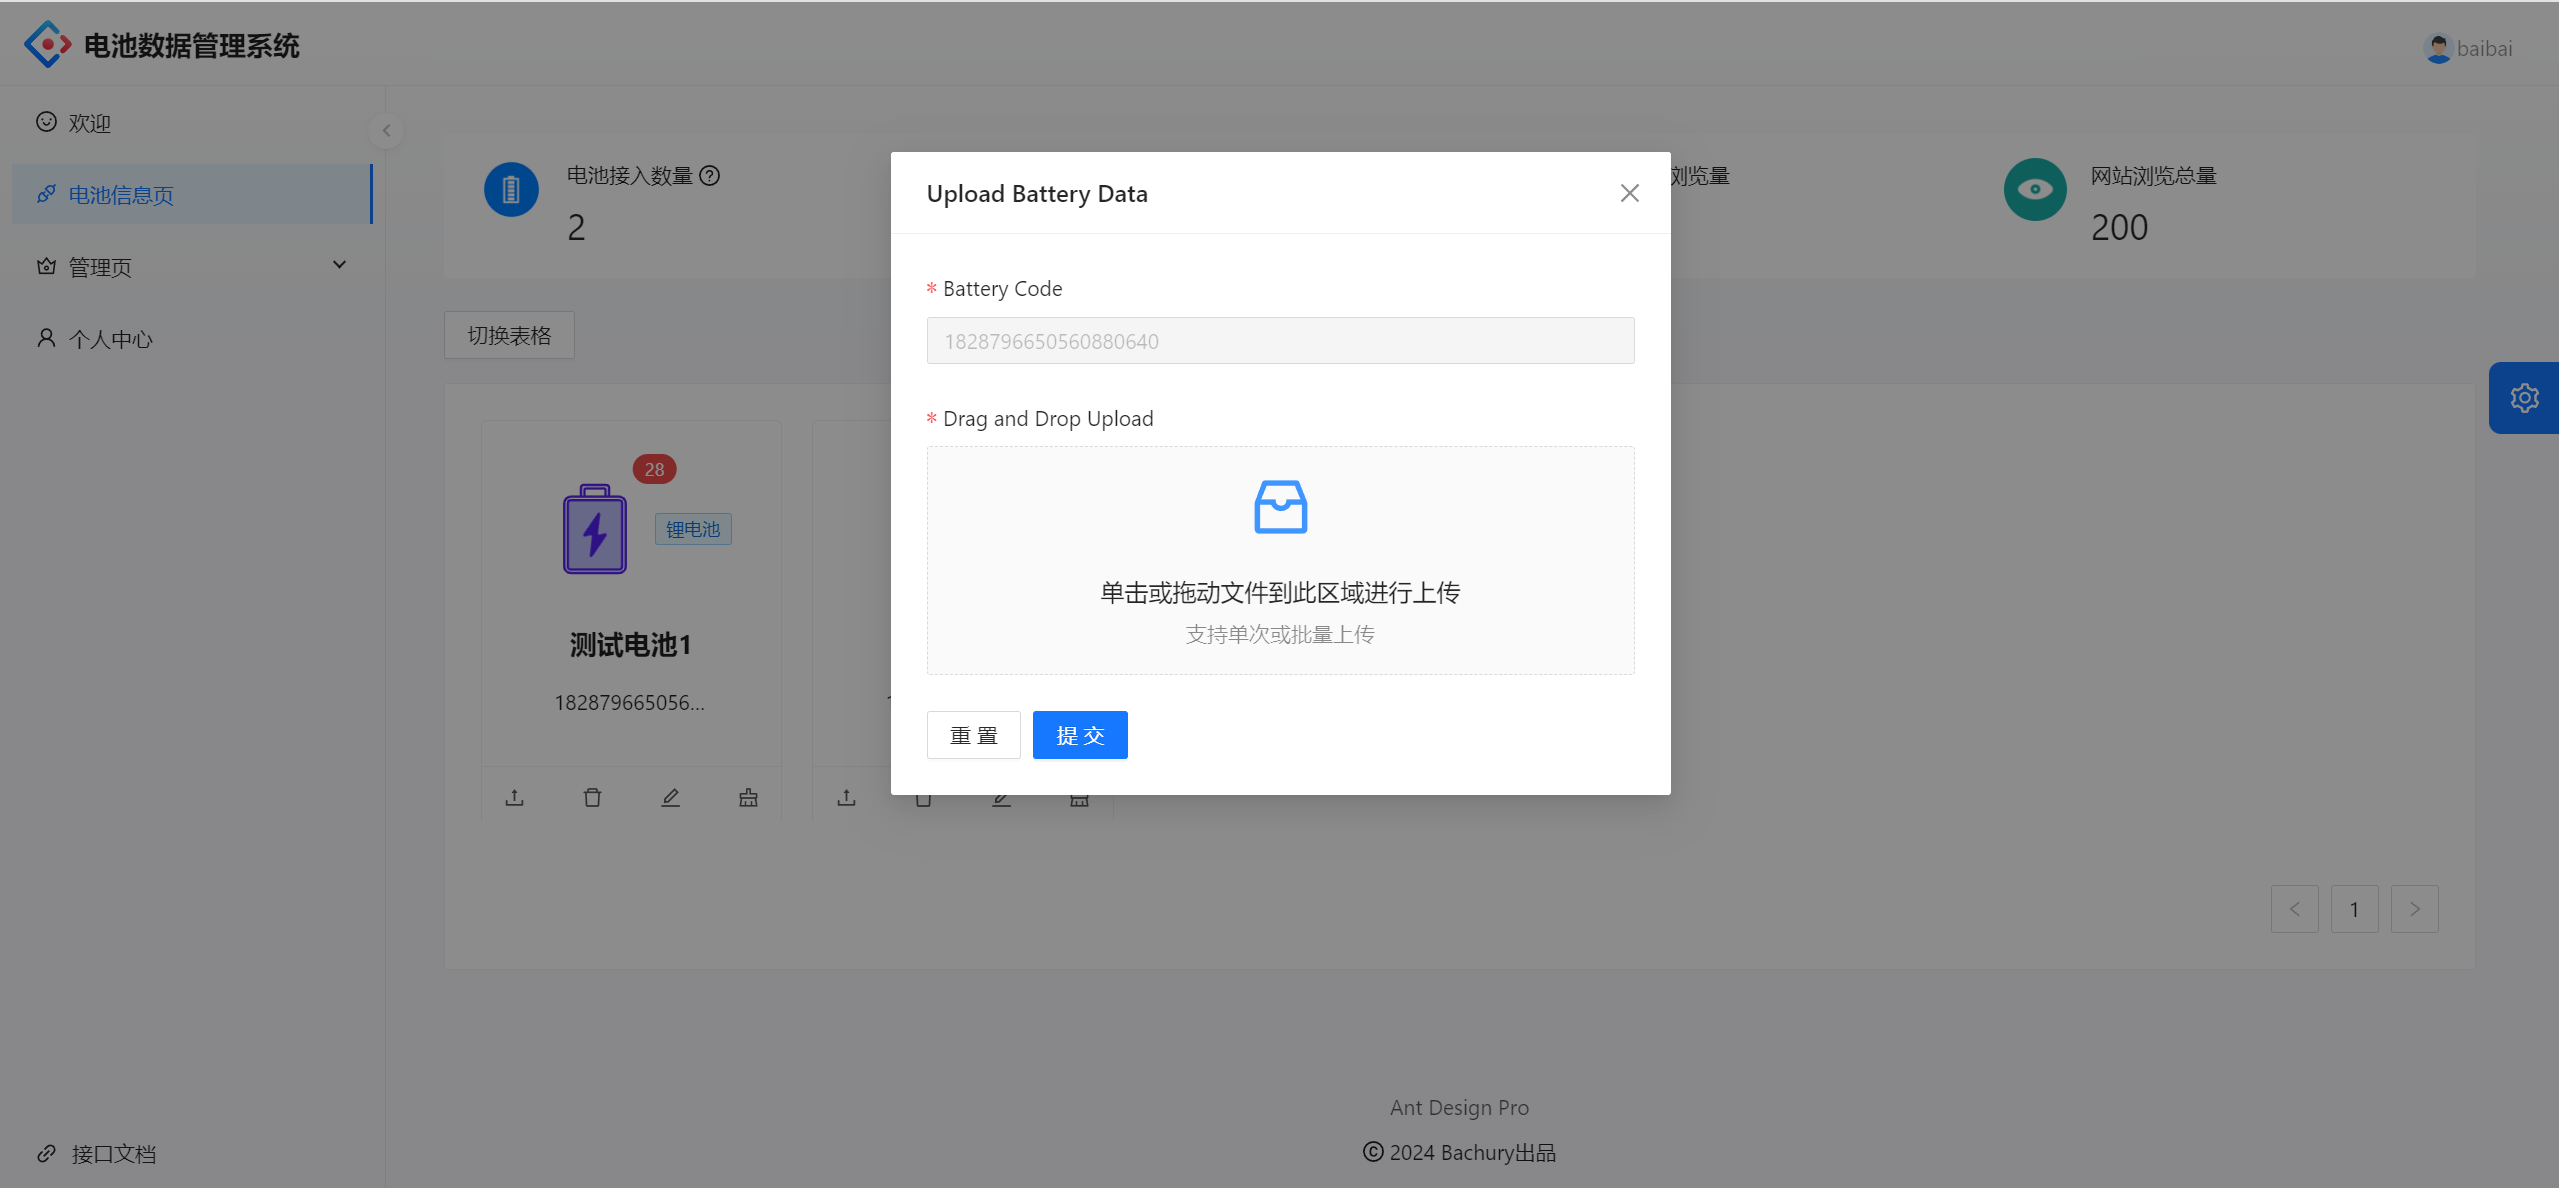 电池数据管理系统
baibai
欢迎
电池信息页
管理页
个人中心
接口文档
电池接入数量
2
浏览量
网站浏览总量
200
切换表格
28
锂电池
测试电池1
182879665056...
Upload Battery Data
* Battery Code
1828796650560880640
* Drag and Drop Upload
单击或拖动文件到此区域进行上传
支持单次或批量上传
重 置 提 交
1
Ant Design Pro
© 2024 Bachury出品